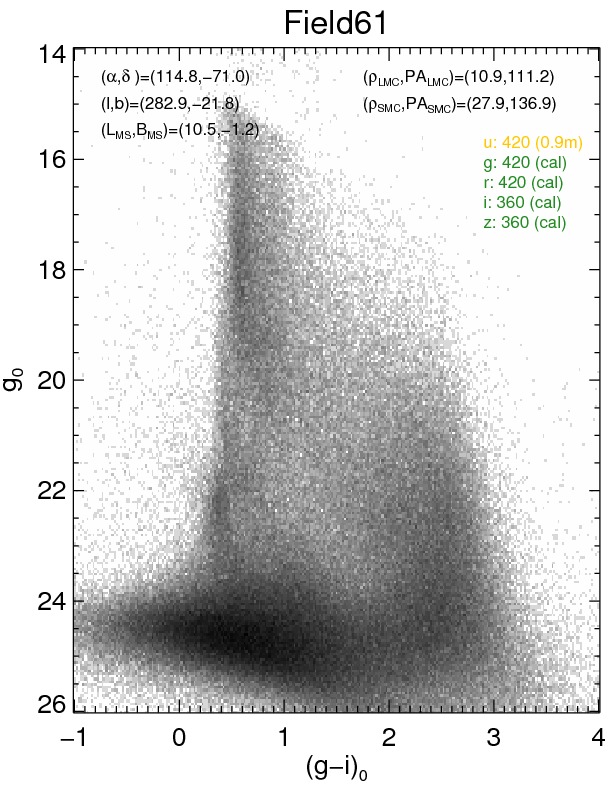 Field61
(α,δ)=(114.8,−71.0)
(ρLMC,PALMC)=(10.9,111.2)
(l,b)=(282.9,−21.8)
(ρSMC,PASMC)=(27.9,136.9)
(LMS,BMS)=(10.5,−1.2)
u: 420 (0.9m)
g: 420 (cal)
r: 420 (cal)
i: 360 (cal)
z: 360 (cal)
14
16
18
20
22
24
26
g0
−1 0 1 2 3 4
(g−i)0